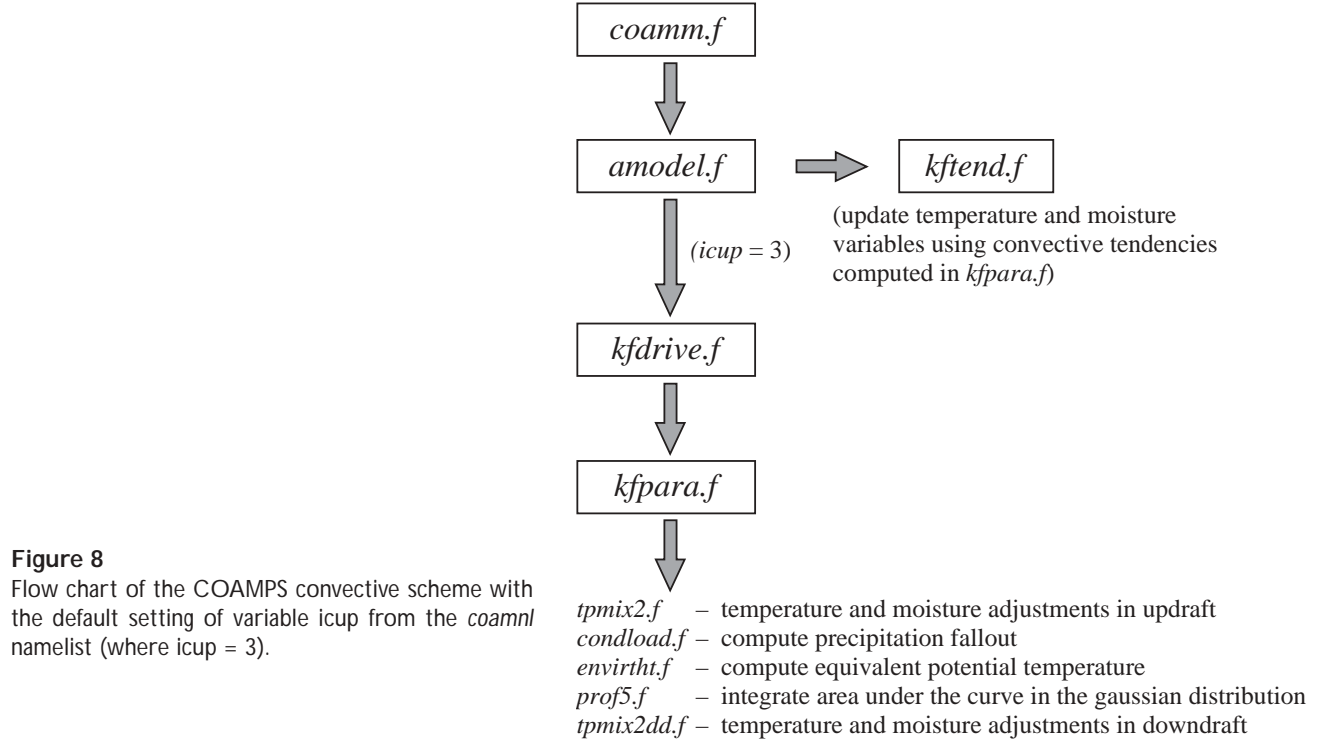 coamm.f
amodel.f
kftend.f
(update temperature and moisture
variables using convective tendencies
computed in kfpara.f)
(icup = 3)
kfdrive.f
kfpara.f
Figure 8
Flow chart of the COAMPS convective scheme with
the default setting of variable icup from the coamnl
namelist (where icup = 3).
tpmix2.f – temperature and moisture adjustments in updraft
condload.f – compute precipitation fallout
envirtht.f – compute equivalent potential temperature
prof5.f – integrate area under the curve in the gaussian distribution
tpmix2dd.f – temperature and moisture adjustments in downdraft